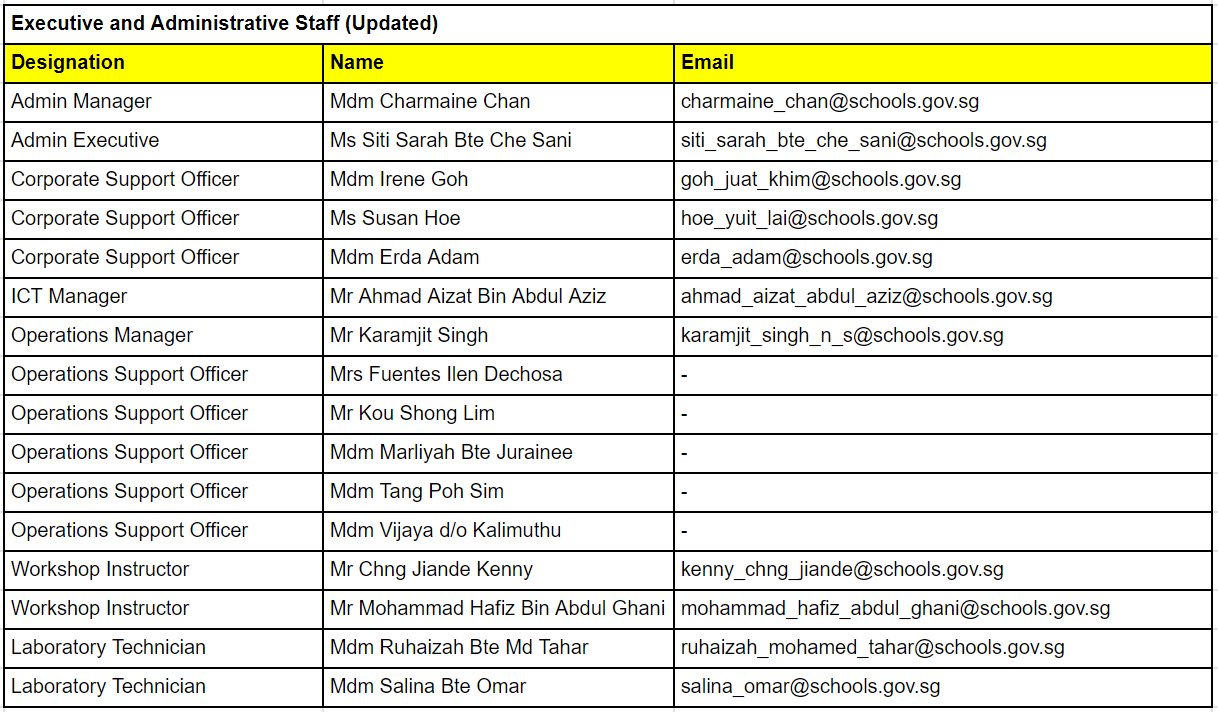 Executive and Administrative Staff (Updated)
Designation Name Email
Admin Manager Mdm Charmaine Chan charmaine_chan@schools.gov.sg
Admin Executive Ms Siti Sarah Bte Che Sani siti_sarah_bte_che_sani@schools.gov.sg
Corporate Support Officer Mdm Irene Goh goh_juat_khim@schools.gov.sg
Corporate Support Officer Ms Susan Hoe hoe_yuit_lai@schools.gov.sg
Corporate Support Officer Mdm Erda Adam erda_adam@schools.gov.sg
ICT Manager Mr Ahmad Aizat Bin Abdul Aziz ahmad_aizat_abdul_aziz@schools.gov.sg
Operations Manager Mr Karamjit Singh karamjit_singh_n_s@schools.gov.sg
Operations Support Officer Mrs Fuentes Ilen Dechosa -
Operations Support Officer Mr Kou Shong Lim -
Operations Support Officer Mdm Marliyah Bte Jurainee -
Operations Support Officer Mdm Tang Poh Sim -
Operations Support Officer Mdm Vijaya d/o Kalimuthu -
Workshop Instructor Mr Chng Jiande Kenny kenny_chng_jiande@schools.gov.sg
Workshop Instructor Mr Mohammad Hafiz Bin Abdul Ghani mohammad_hafiz_abdul_ghani@schools.gov.sg
Laboratory Technician Mdm Ruhaizah Bte Md Tahar ruhaizah_mohamed_tahar@schools.gov.sg
Laboratory Technician Mdm Salina Bte Omar salina_omar@schools.gov.sg